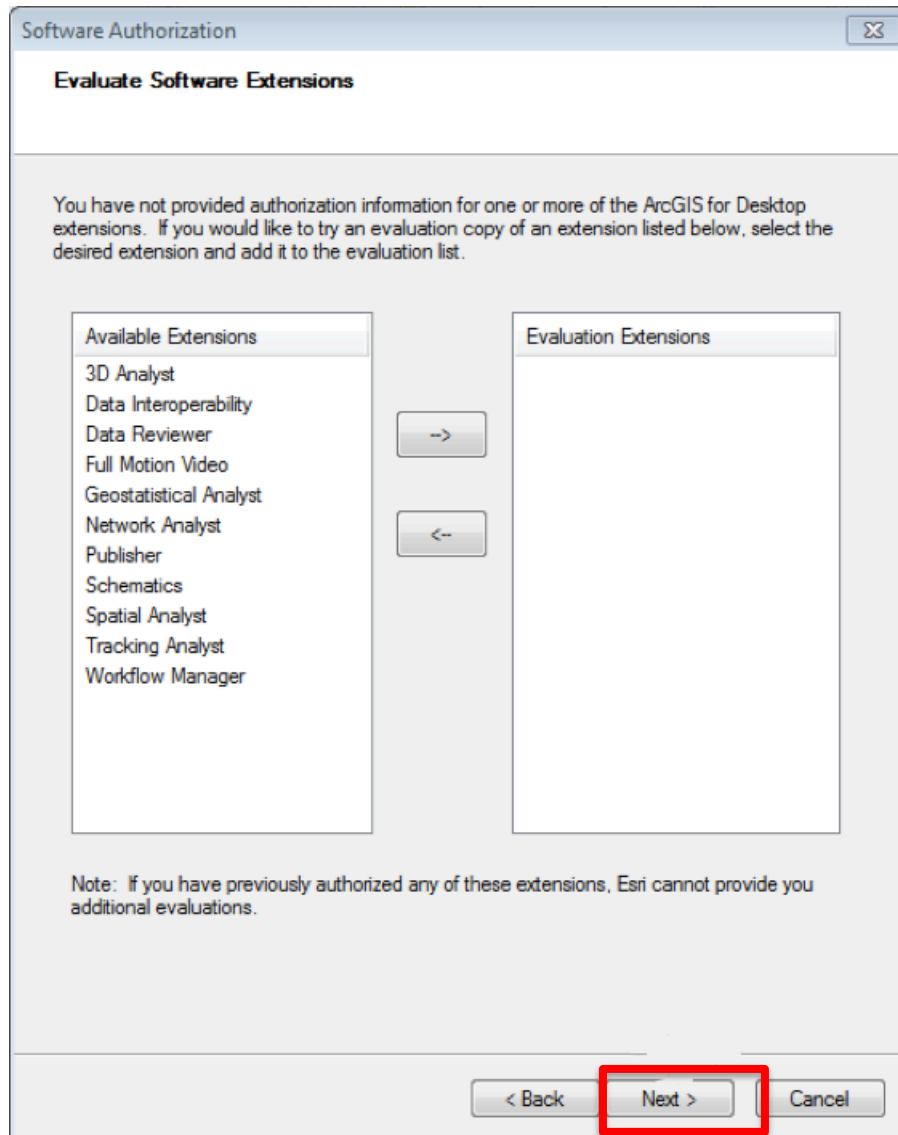 Software Authorization
Evaluate Software Extensions
You have not provided authorization information for one or more of the ArcGIS for Desktop
extensions.  If you would like to try an evaluation copy of an extension listed below, select the
desired extension and add it to the evaluation list.
Available Extensions
3D Analyst
Data Interoperability
Data Reviewer
Full Motion Video
Geostatistical Analyst
Network Analyst
Publisher
Schematics
Spatial Analyst
Tracking Analyst
Workflow Manager
-->
<--
Evaluation Extensions
Note:  If you have previously authorized any of these extensions, Esri cannot provide you
additional evaluations.
< Back
Next >
Cancel